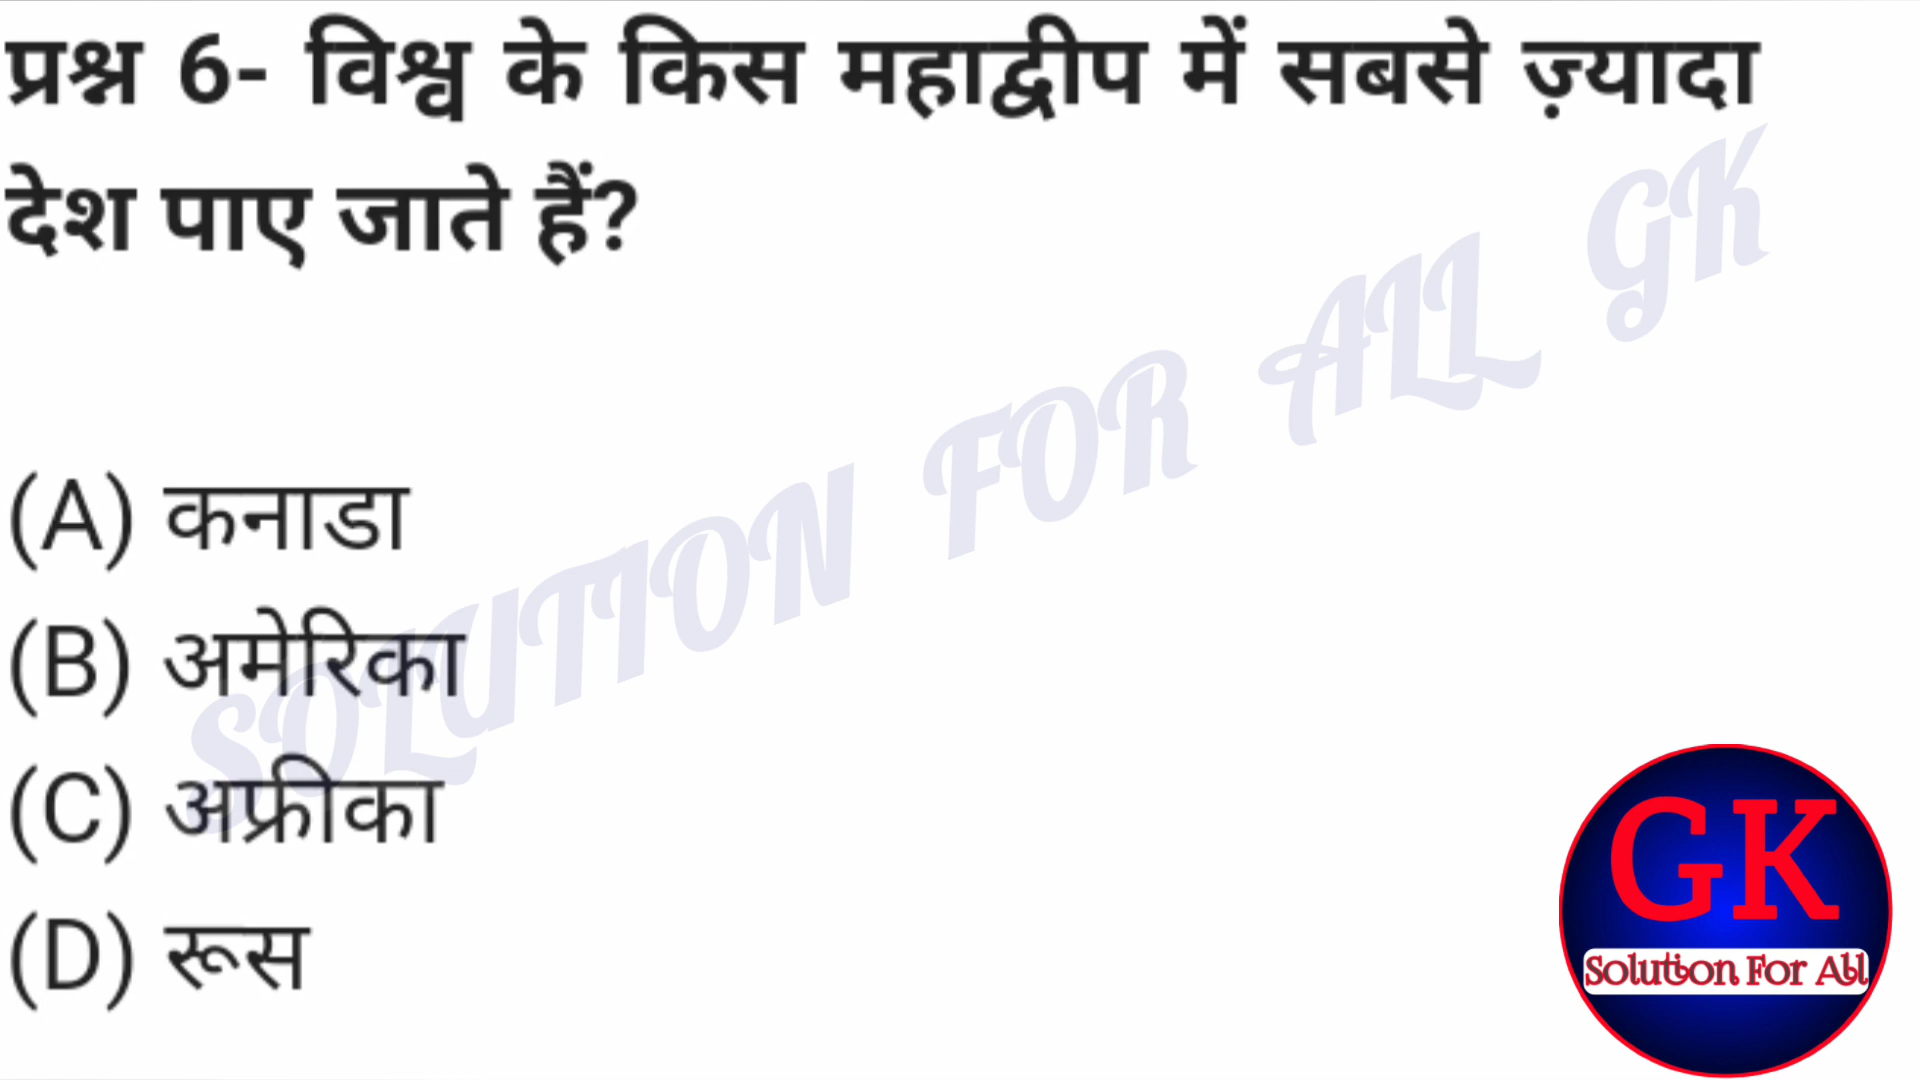 प्रश्न 6- विश्व के किस महाद्वीप में सबसे ज़्यादा
देश पाए जाते हैं?
(A) कनाडा
(B) अमेरिका
(C) अफ्रीका
(D) रूस
SOLUTION FOR ALL GK
GK
Solution For All